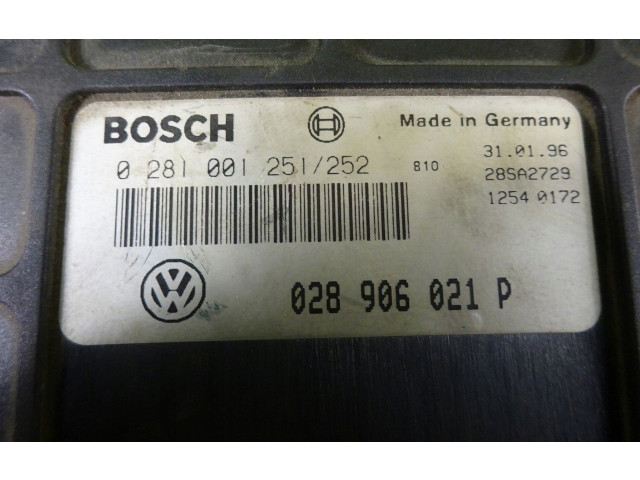 BOSCH Made in Germany
0 281 001 251/252 810 31.01.96
28SA2729
1254 0172
VW
028 906 021 P